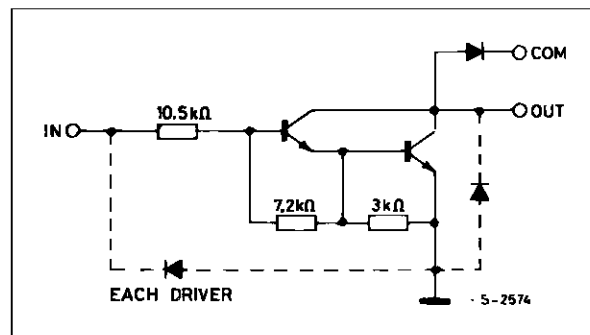 COM
10.5kΩ
IN
OUT
7.2kΩ
3kΩ
EACH DRIVER
S-2574